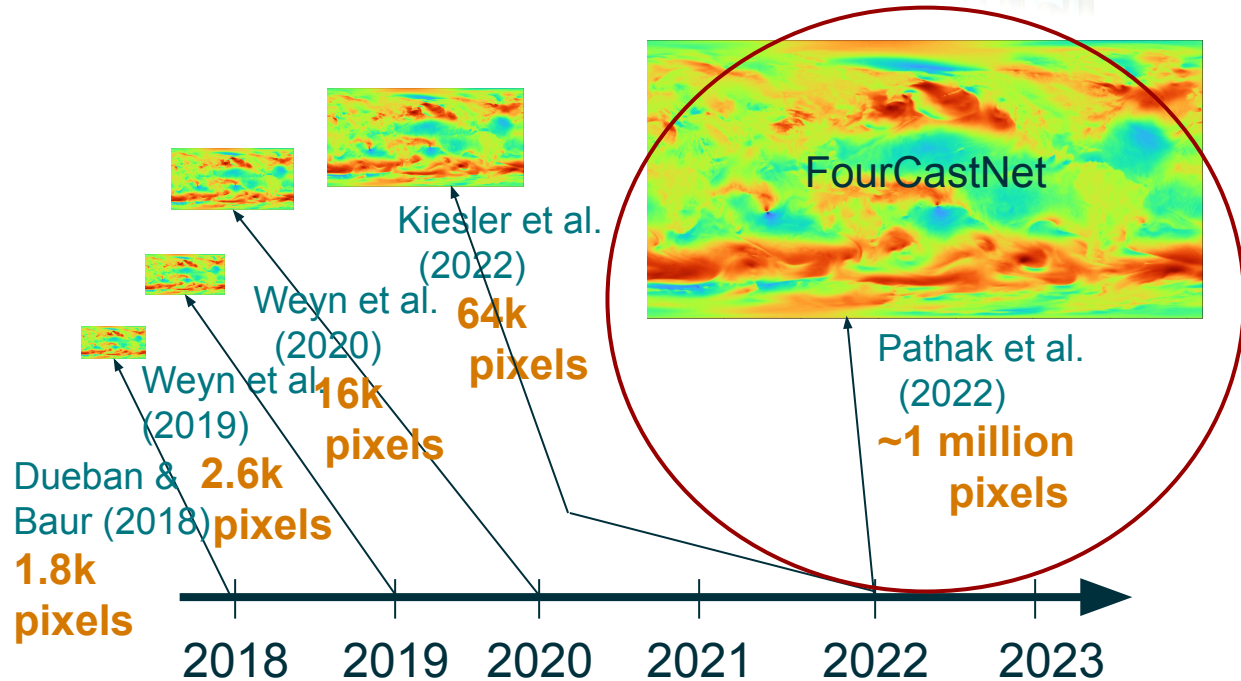 FourCastNet
Kiesler et al.
(2022)
64k
pixels
Weyn et al.
(2020)
16k
pixels
Weyn et al.
(2019)
2.6k
pixels
Dueban &
Baur (2018)
1.8k
pixels
Pathak et al.
(2022)
~1 million
pixels
2018 2019 2020 2021 2022 2023